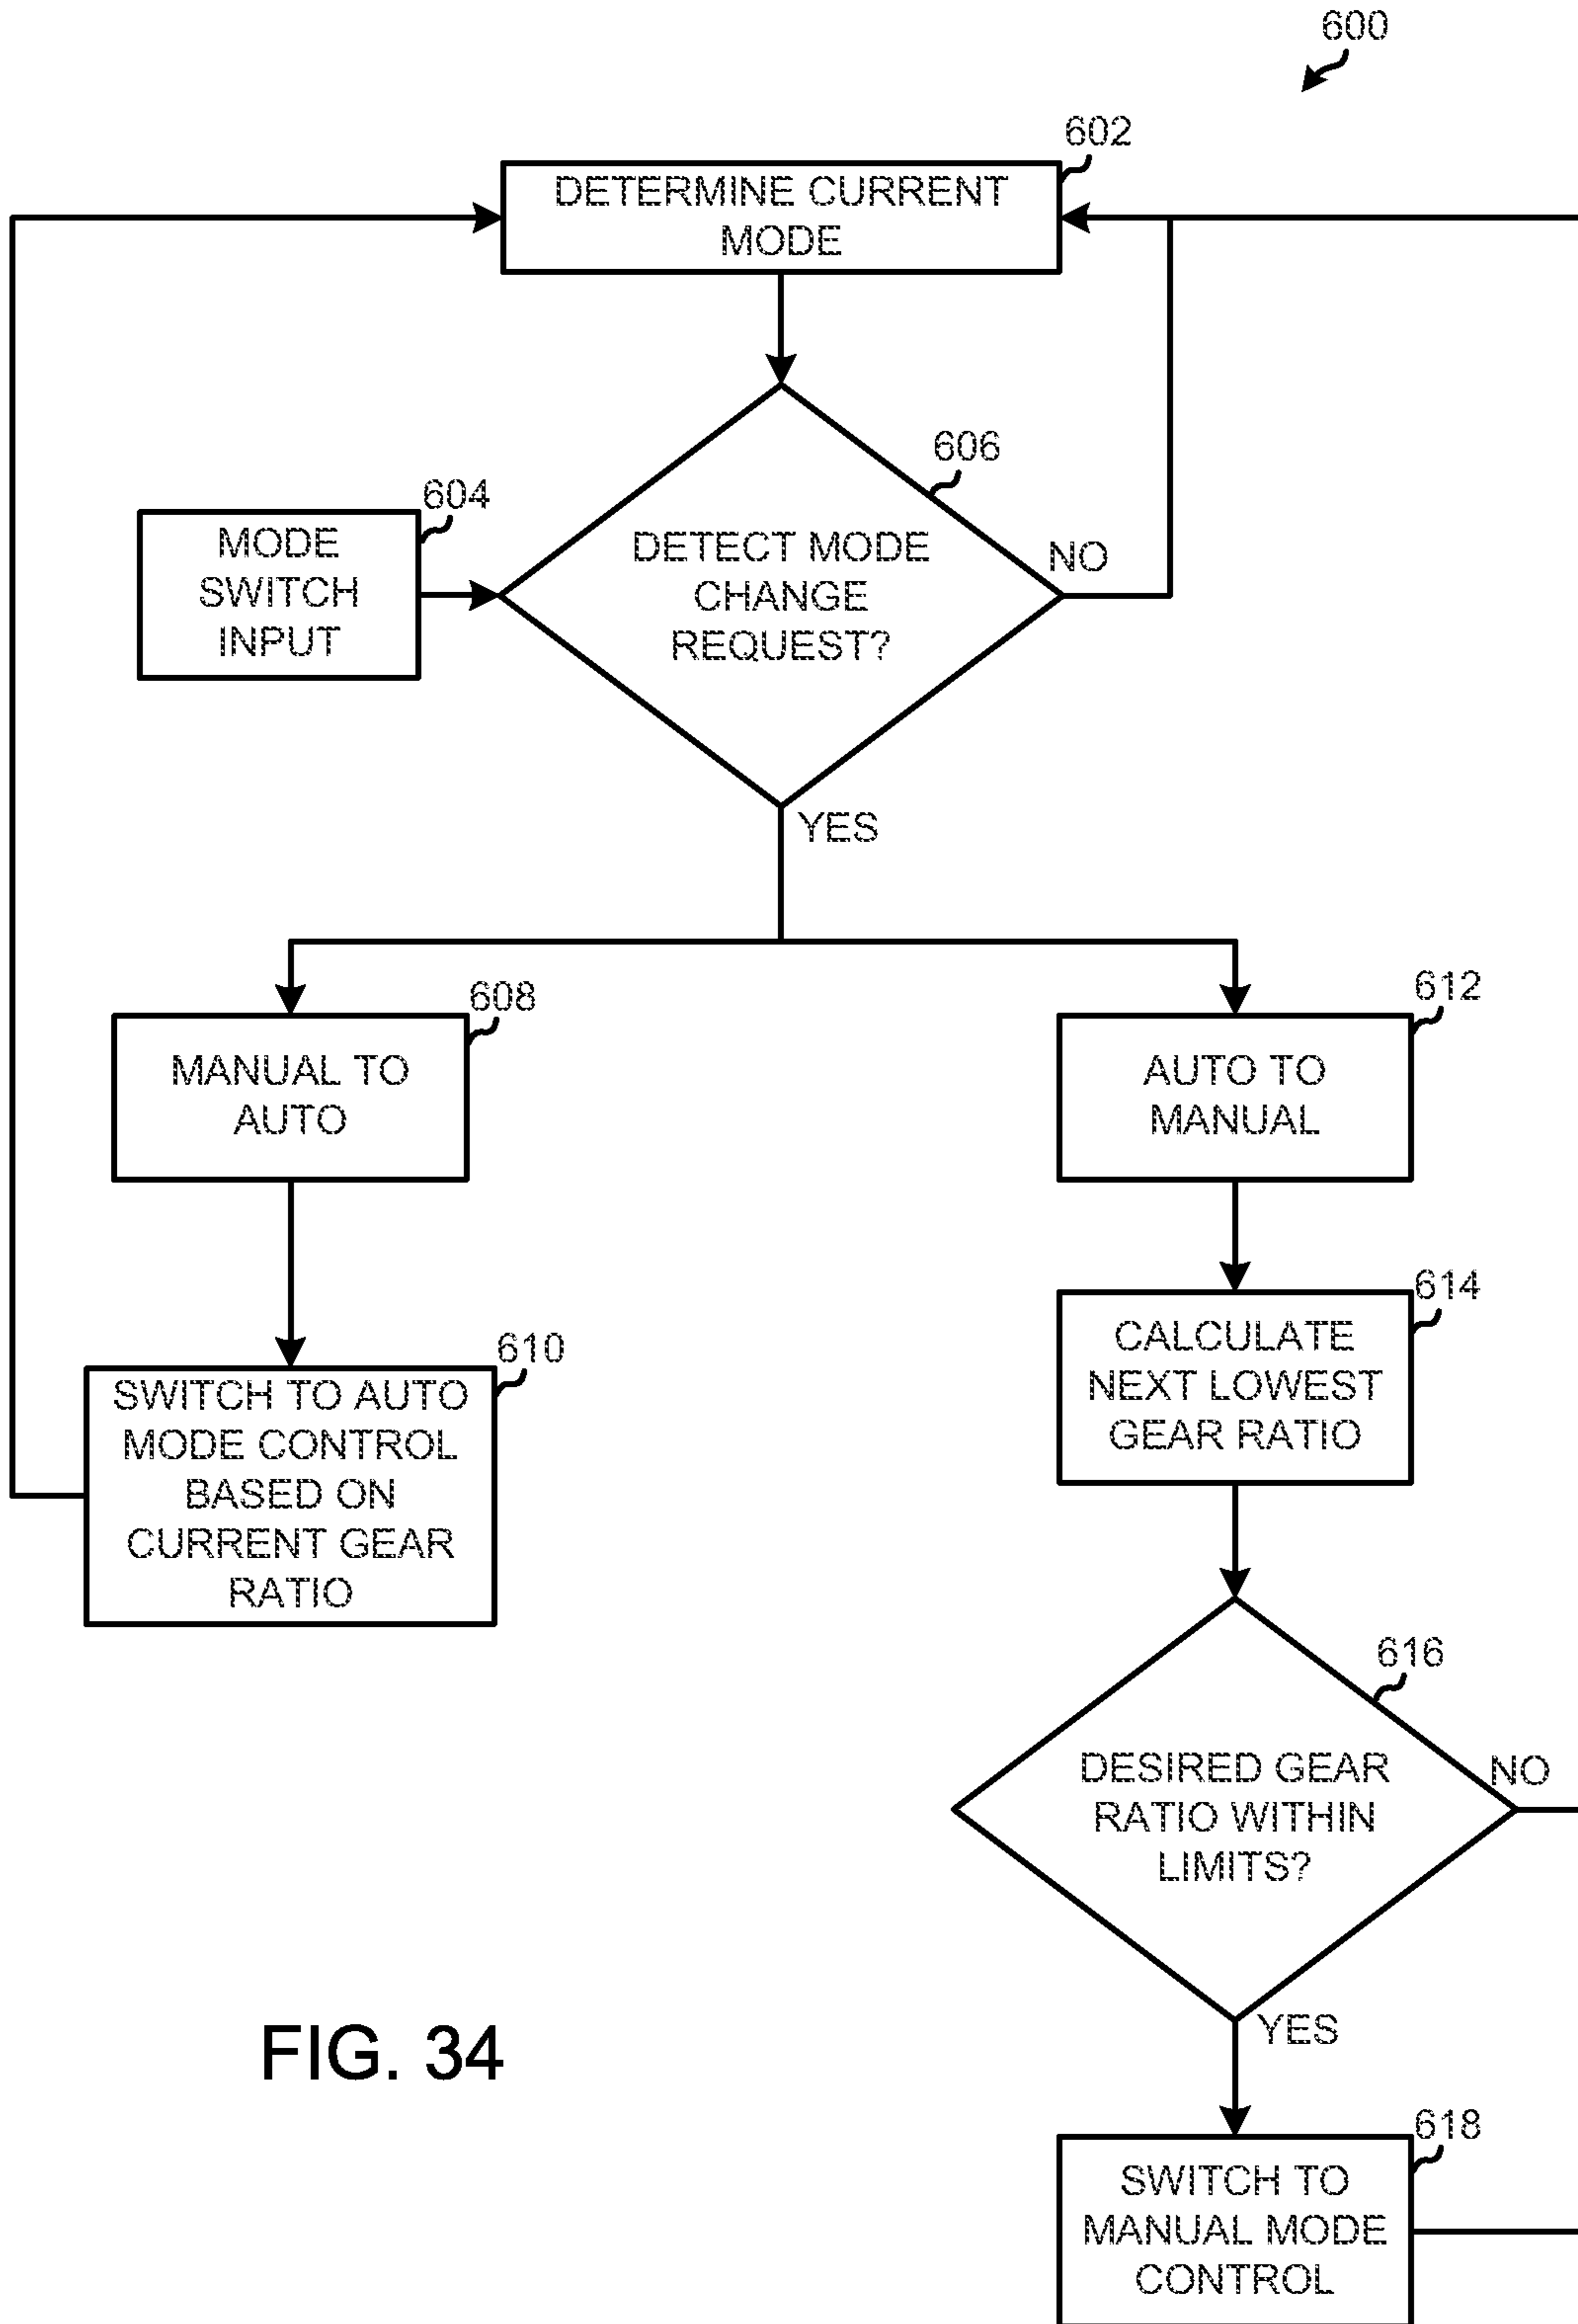 600
602
DETERMINE CURRENT
MODE
606
604
MODE
SWITCH
INPUT
DETECT MODE
CHANGE
REQUEST?
NO
YES
608
MANUAL TO
AUTO
612
AUTO TO
MANUAL
610
SWITCH TO AUTO
MODE CONTROL
BASED ON
CURRENT GEAR
RATIO
614
CALCULATE
NEXT LOWEST
GEAR RATIO
616
DESIRED GEAR
RATIO WITHIN
LIMITS?
NO
YES
618
SWITCH TO
MANUAL MODE
CONTROL
FIG. 34